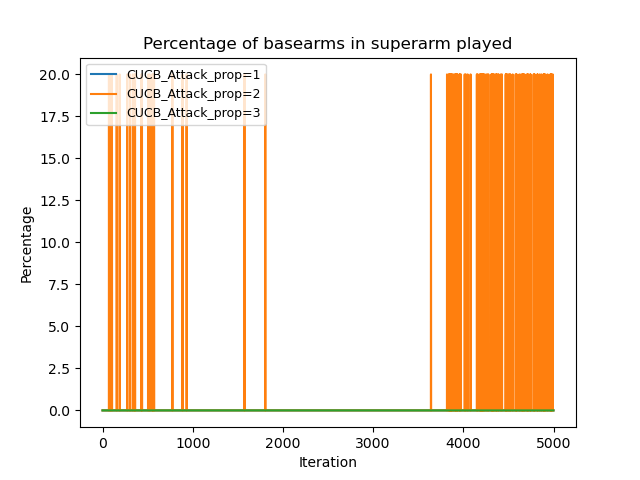 Percentage of basearms in superarm played
CUCB_Attack_prop=1
CUCB_Attack_prop=2
CUCB_Attack_prop=3
20.0
17.5
15.0
12.5
10.0
7.5
5.0
2.5
0.0
Percentage
0 1000 2000 3000 4000 5000
Iteration